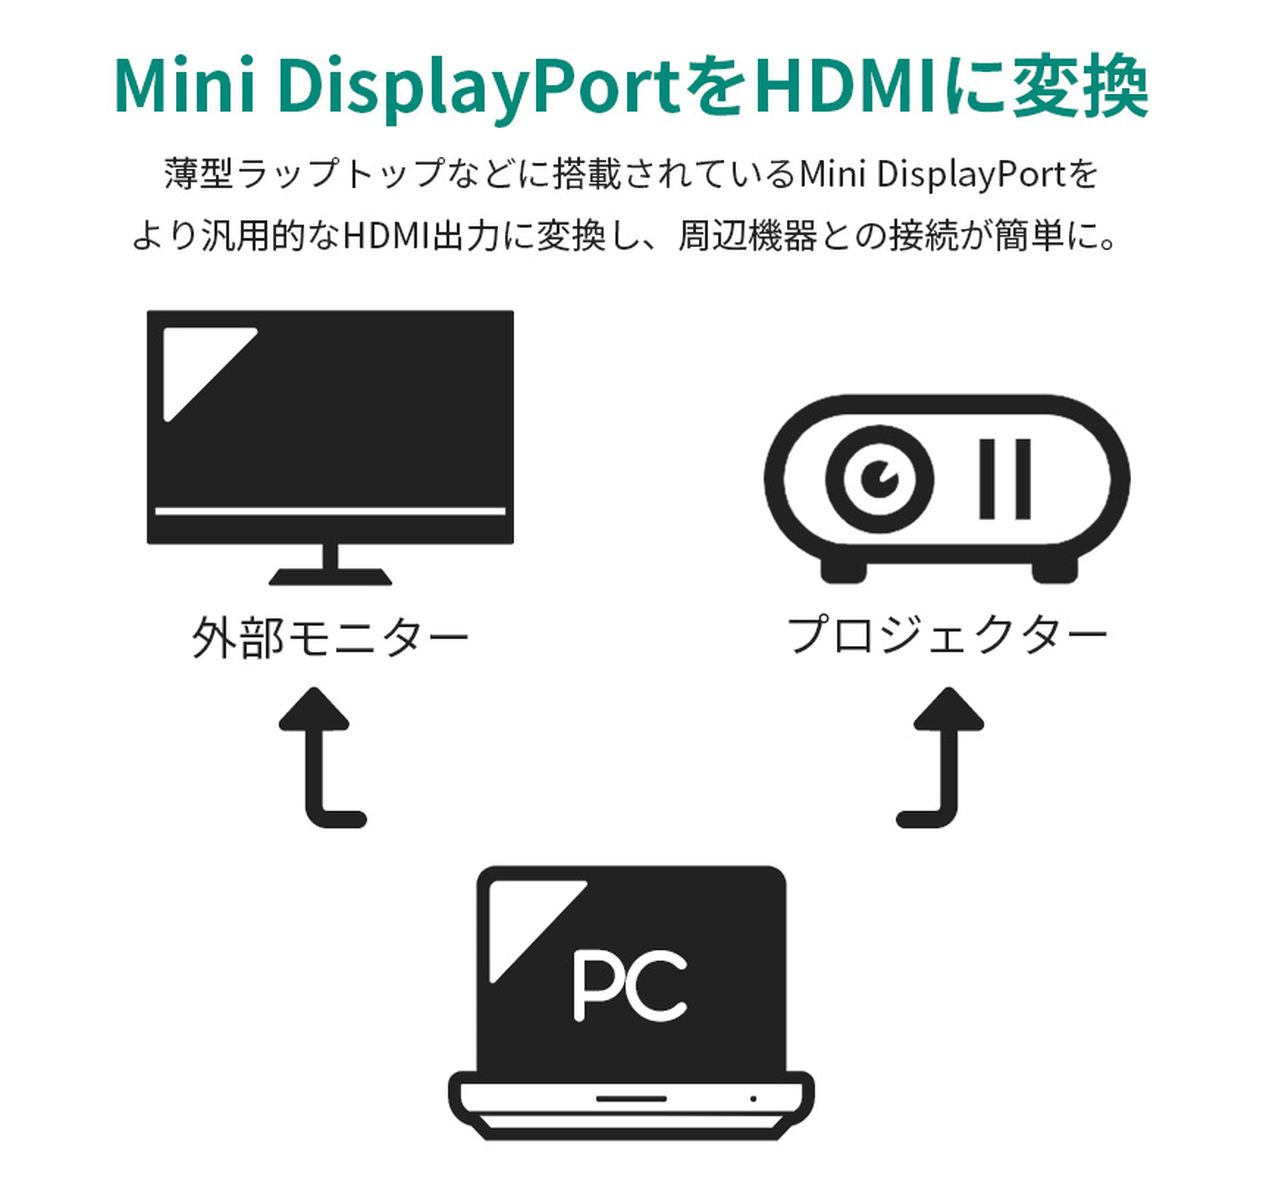 Mini DisplayPortをHDMIに変換
薄型ラップトップなどに搭載されているMini DisplayPortを
より汎用的なHDMI出力に変換し、周辺機器との接続が簡単に。
外部モニター
プロジェクター
PC